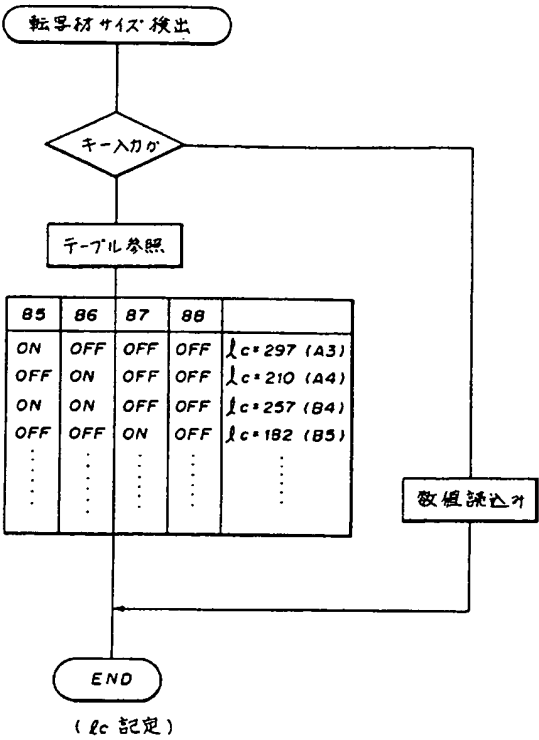 転写材サイズ検出
キー入力か
テーブル参照
85 86 87 88
ON OFF OFF OFF lc=297 (A3)
OFF ON OFF OFF lc=210 (A4)
ON ON OFF OFF lc=257 (B4)
OFF OFF ON OFF lc=182 (B5)
数値読込み
END
(lc 記定)